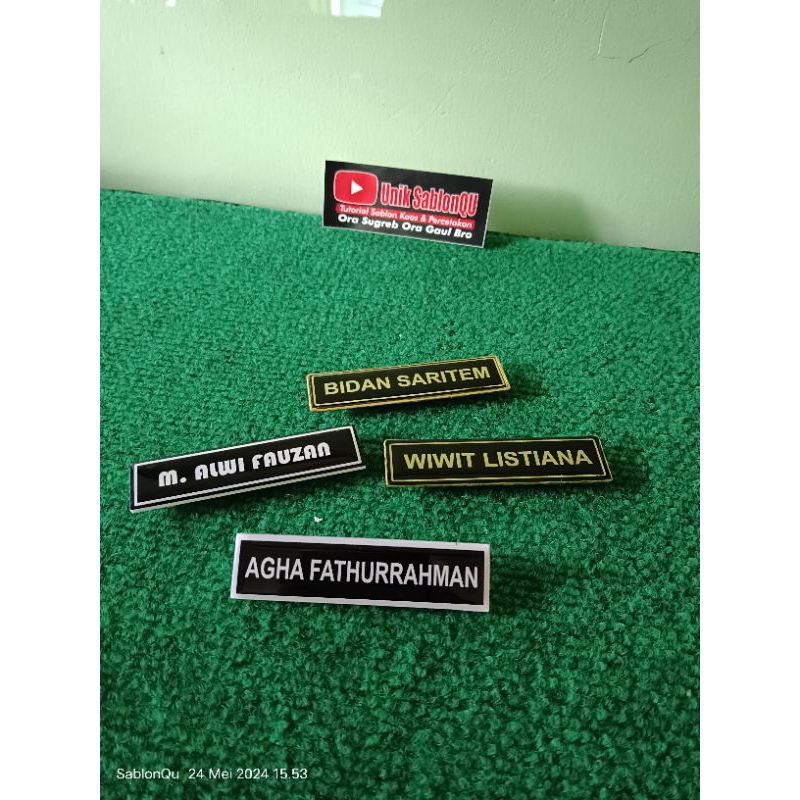 Unik SablonQU
Tutorial Sablon Kaos & Percetakan
Ora Sugreb Ora Gaul Bro
BIDAN SARITEM
M. ALWI FAUZAN
WIWIT LISTIANA
AGHA FATHURRAHMAN
SablonQu 24 Mei 2024 15.53